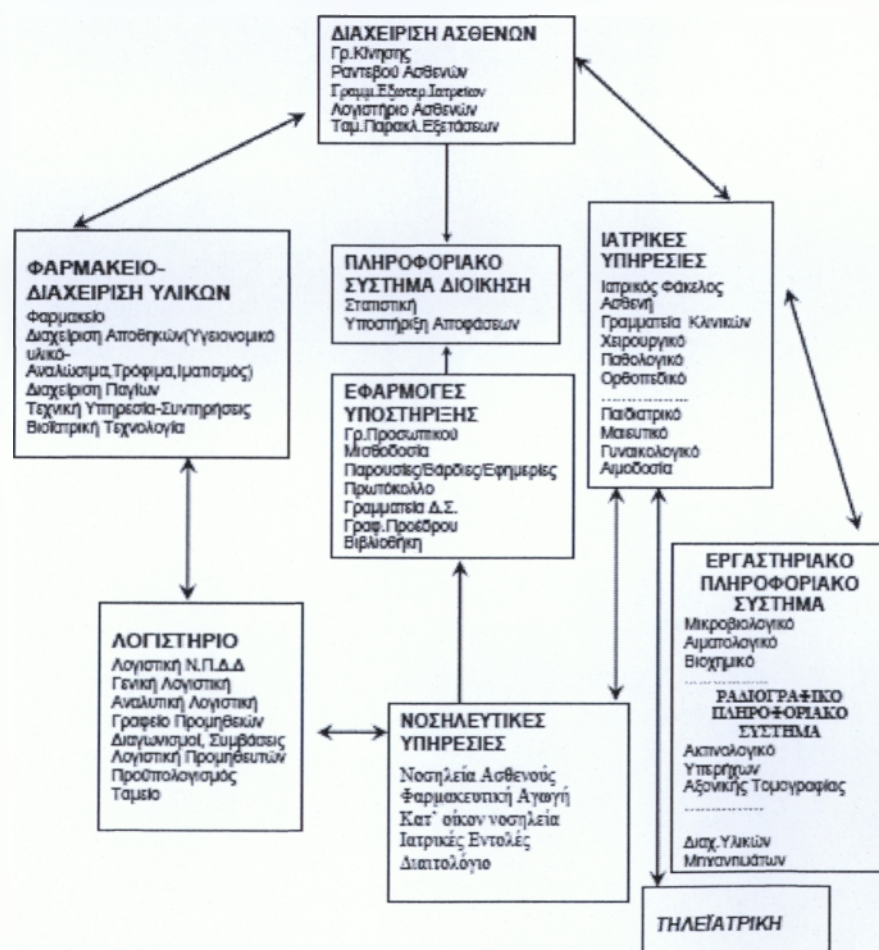 ΔΙΑΧΕΙΡΙΣΗ ΑΣΘΕΝΩΝ
Γρ.Κίνησης
Ραντεβού Ασθενών
Γραμμ.Εξωτερ.Ιατρείων
Λογιστήριο Ασθενών
Ταμ.Παρακλ.Εξετάσεων
ΦΑΡΜΑΚΕΙΟ-
ΔΙΑΧΕΙΡΙΣΗ ΥΛΙΚΩΝ
Φαρμακείο
Διαχείριση Αποθηκών(Υγειονομικό
υλικό-
Αναλώσιμα,Τρόφιμα,Ιματισμός)
Διαχείριση Παγίων
Τεχνική Υπηρεσία-Συντηρήσεις
Βιοϊατρική Τεχνολογία
ΠΛΗΡΟΦΟΡΙΑΚΟ
ΣΥΣΤΗΜΑ ΔΙΟΙΚΗΣΗ
Στατιστική
Υποστήριξη Αποφάσεων
ΙΑΤΡΙΚΕΣ
ΥΠΗΡΕΣΙΕΣ
Ιατρικός Φάκελος
Ασθενή
Γραμματεία Κλινικών
Χειρουργικό
Παθολογικό
Ορθοπεδικό
......................
Παιδιατρικό
Μαιευτικό
Γυναικολογικό
Αιμοδοσία
ΕΦΑΡΜΟΓΕΣ
ΥΠΟΣΤΗΡΙΞΗΣ
Γρ.Προσωπικού
Μισθοδοσία
Παρουσίες/Βάρδιες/Εφημερίες
Πρωτόκολλο
Γραμματεία Δ.Σ.
Γραφ.Προέδρου
Βιβλιοθήκη
ΛΟΓΙΣΤΗΡΙΟ
Λογιστική Ν.Π.Δ.Δ
Γενική Λογιστική
Αναλυτική Λογιστική
Γραφείο Προμηθειών
Διαγωνισμοί, Συμβάσεις
Λογιστική Προμηθευτών
Προϋπολογισμός
Ταμείο
ΝΟΣΗΛΕΥΤΙΚΕΣ
ΥΠΗΡΕΣΙΕΣ
Νοσηλεία Ασθενούς
Φαρμακευτική Αγωγή
Κατ᾽ οίκον νοσηλεία
Ιατρικές Εντολές
Διαιτολόγιο
ΕΡΓΑΣΤΗΡΙΑΚΟ
ΠΛΗΡΟΦΟΡΙΑΚΟ
ΣΥΣΤΗΜΑ
Μικροβιολογικό
Αιματολογικό
Βιοχημικό
......................
ΡΑΔΙΟΓΡΑΦΙΚΟ
ΠΛΗΡΟΦΟΡΙΑΚΟ
ΣΥΣΤΗΜΑ
Ακτινολογικό
Υπερήχων
Αξονικής Τομογραφίας
....................
Διαχ.Υλικών
Μηχανημάτων
ΤΗΛΕΪΑΤΡΙΚΗ